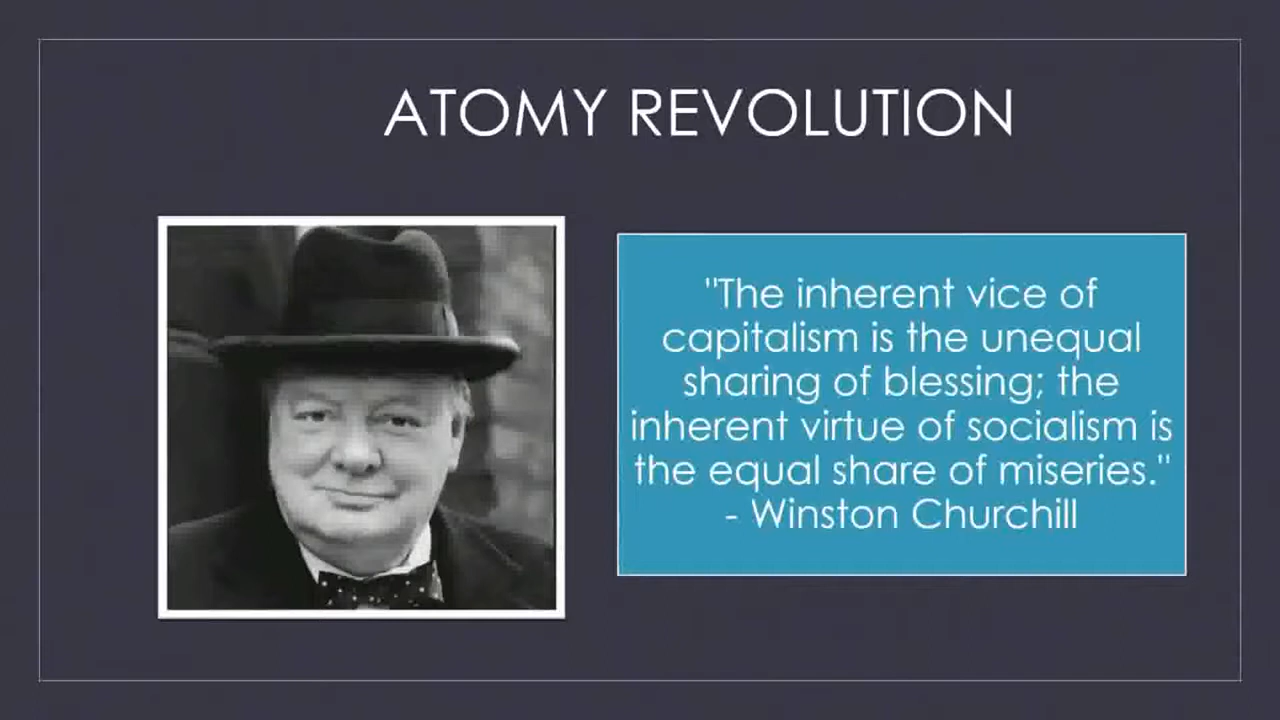 ATOMY REVOLUTION
"The inherent vice of
capitalism is the unequal
sharing of blessing; the
inherent virtue of socialism is
the equal share of miseries."
- Winston Churchill